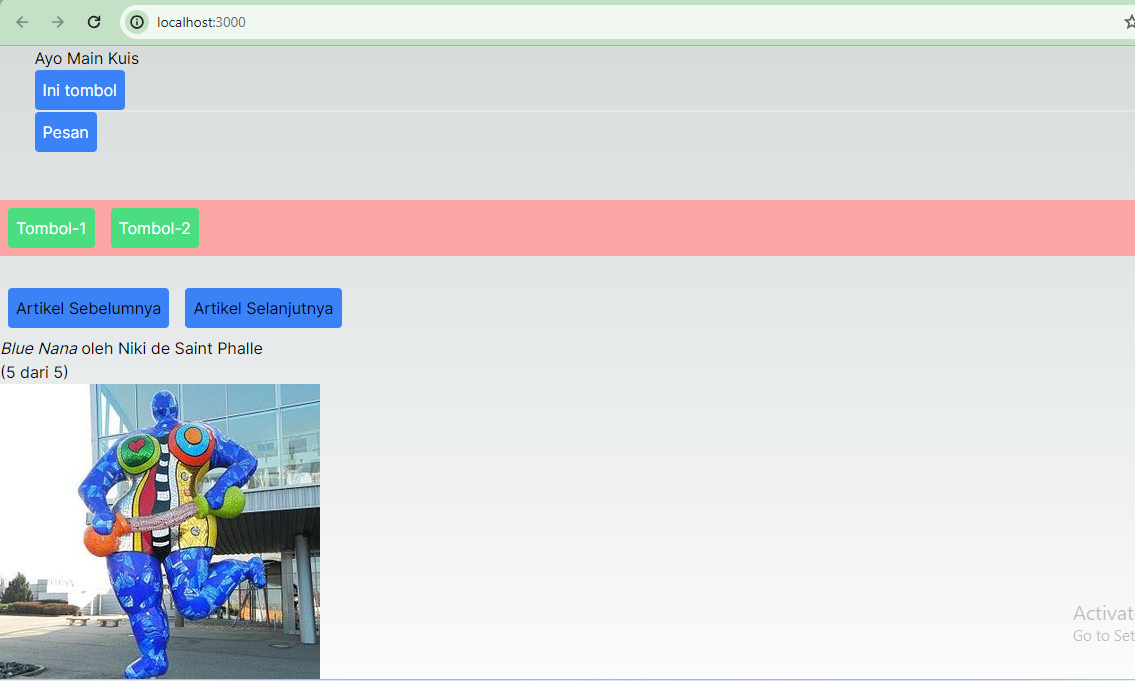 localhost:3000
Ayo Main Kuis
Ini tombol
Pesan
Tombol-1 Tombol-2
Artikel Sebelumnya Artikel Selanjutnya
Blue Nana oleh Niki de Saint Phalle
(5 dari 5)
Activat
Go to Set